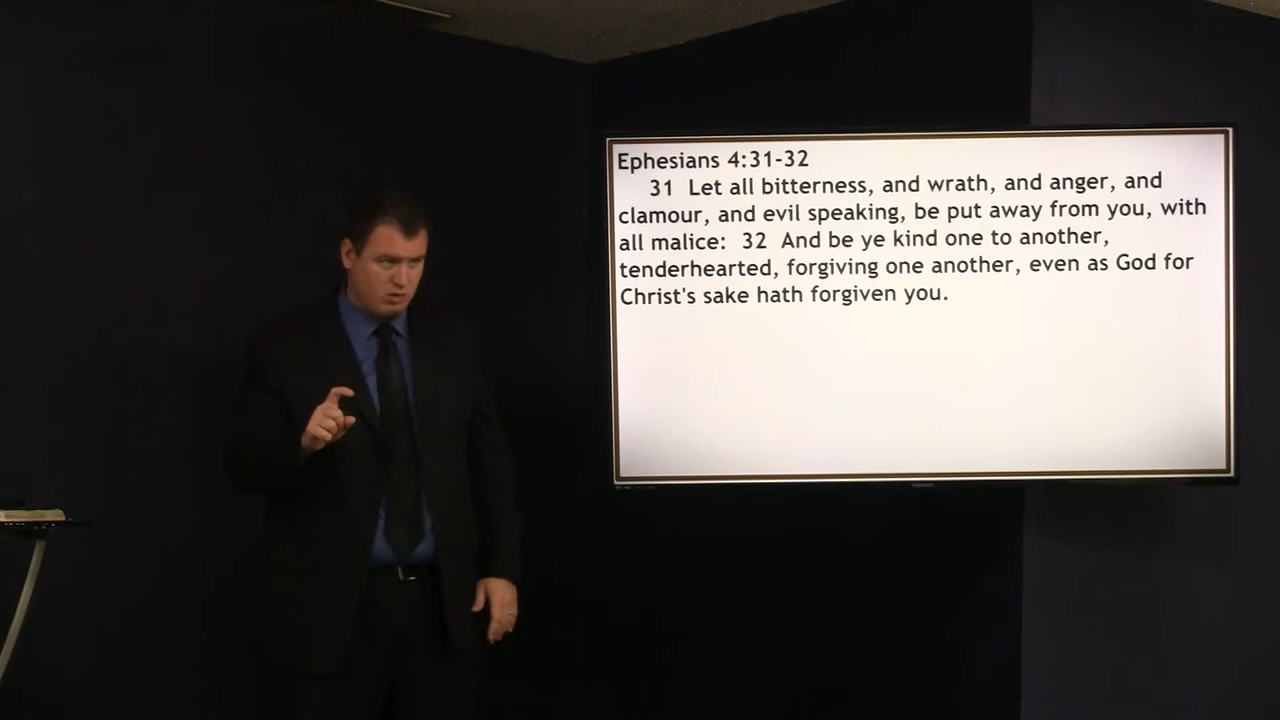 Ephesians 4:31-32
31 Let all bitterness, and wrath, and anger, and
clamour, and evil speaking, be put away from you, with
all malice: 32 And be ye kind one to another,
tenderhearted, forgiving one another, even as God for
Christ's sake hath forgiven you.